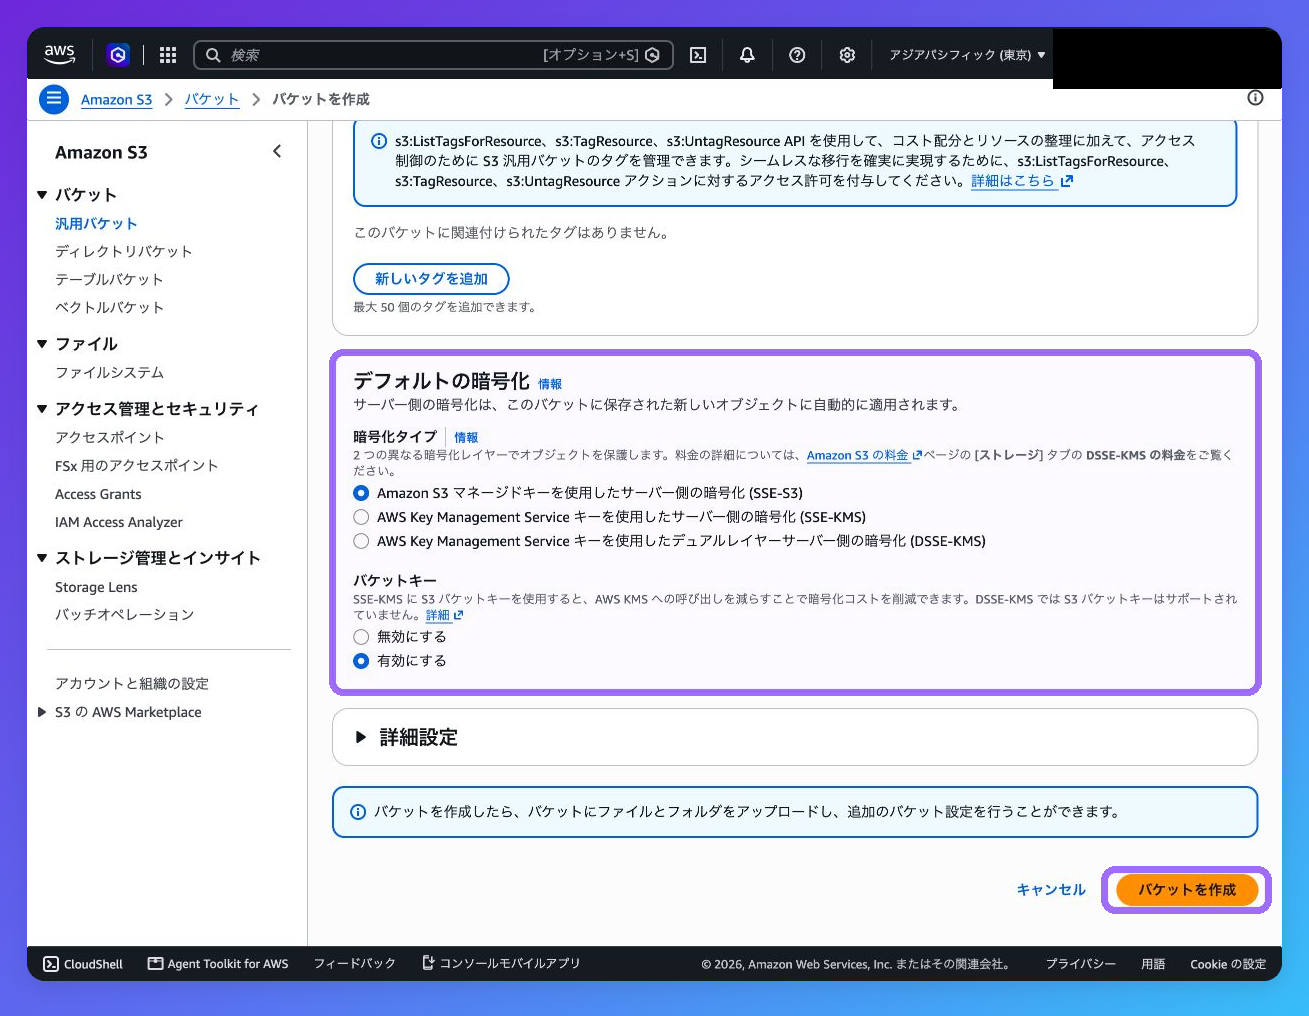 aws
検索
[オプション+S]
アジアパシフィック (東京) ▼
Amazon S3 > バケット > バケットを作成
Amazon S3
▼ バケット
汎用バケット
ディレクトリバケット
テーブルバケット
ベクトルバケット
▼ ファイル
ファイルシステム
▼ アクセス管理とセキュリティ
アクセスポイント
FSx 用のアクセスポイント
Access Grants
IAM Access Analyzer
▼ ストレージ管理とインサイト
Storage Lens
バッチオペレーション
アカウントと組織の設定
▶ S3 の AWS Marketplace
s3:ListTagsForResource、s3:TagResource、s3:UntagResource API を使用して、コスト配分とリソースの整理に加えて、アクセス
制御のために S3 汎用バケットのタグを管理できます。シームレスな移行を確実に実現するために、s3:ListTagsForResource、
s3:TagResource、s3:UntagResource アクションに対するアクセス許可を付与してください。詳細はこちら
このバケットに関連付けられたタグはありません。
新しいタグを追加
最大 50 個のタグを追加できます。
デフォルトの暗号化 情報
サーバー側の暗号化は、このバケットに保存された新しいオブジェクトに自動的に適用されます。
暗号化タイプ 情報
2 つの異なる暗号化レイヤーでオブジェクトを保護します。料金の詳細については、Amazon S3 の料金 ページの [ストレージ] タブの DSSE-KMS の料金をご覧く
ださい。
Amazon S3 マネージドキーを使用したサーバー側の暗号化 (SSE-S3)
AWS Key Management Service キーを使用したサーバー側の暗号化 (SSE-KMS)
AWS Key Management Service キーを使用したデュアルレイヤーサーバー側の暗号化 (DSSE-KMS)
バケットキー
SSE-KMS に S3 バケットキーを使用すると、AWS KMS への呼び出しを減らすことで暗号化コストを削減できます。DSSE-KMS では S3 バケットキーはサポートされ
ていません。詳細
無効にする
有効にする
▶ 詳細設定
バケットを作成したら、バケットにファイルとフォルダをアップロードし、追加のバケット設定を行うことができます。
キャンセル
バケットを作成
CloudShell
Agent Toolkit for AWS
フィードバック
コンソールモバイルアプリ
© 2026, Amazon Web Services, Inc. またはその関連会社。
プライバシー
用語
Cookie の設定